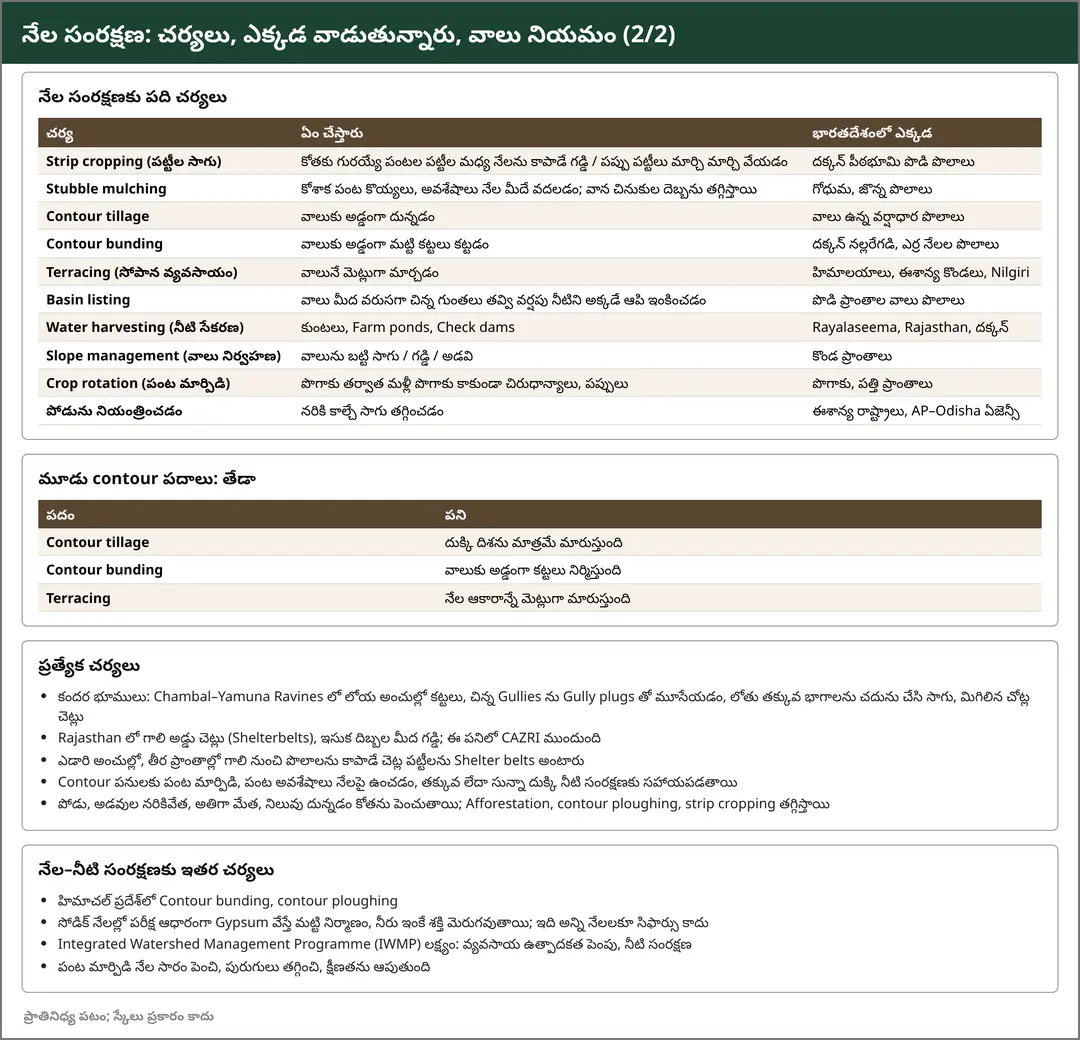 నేల సంరక్షణ: చర్యలు, ఎక్కడ వాడుతున్నారు, వాలు నియమం (2/2)
నేల సంరక్షణకు పది చర్యలు
చర్య ఏం చేస్తారు భారతదేశంలో ఎక్కడ
Strip cropping (పట్టీల సాగు) కోతకు గురయ్యే పంటల పట్టీల మధ్య నేలను కాపాడే గడ్డి / పప్పు పట్టీలు మార్చి మార్చి వేయడం దక్కన్ పీఠభూమి పొడి పొలాలు
Stubble mulching కోశాక పంట కొయ్యలు, అవశేషాలు నేల మీదే వదలడం; వాన చినుకుల దెబ్బను తగ్గిస్తాయి గోధుమ, జొన్న పొలాలు
Contour tillage వాలుకు అడ్డంగా దున్నడం వాలు ఉన్న వర్షాధార పొలాలు
Contour bunding వాలుకు అడ్డంగా మట్టి కట్టలు కట్టడం దక్కన్ నల్లరేగడి, ఎర్ర నేలల పొలాలు
Terracing (సోపాన వ్యవసాయం) వాలునే మెట్లుగా మార్చడం హిమాలయాలు, ఈశాన్య కొండలు, Nilgiri
Basin listing వాలు మీద వరుసగా చిన్న గుంతలు తవ్వి వర్షపు నీటిని అక్కడే ఆపి ఇంకించడం పొడి ప్రాంతాల వాలు పొలాలు
Water harvesting (నీటి సేకరణ) కుంటలు, Farm ponds, Check dams Rayalaseema, Rajasthan, దక్కన్
Slope management (వాలు నిర్వహణ) వాలును బట్టి సాగు / గడ్డి / అడవి కొండ ప్రాంతాలు
Crop rotation (పంట మార్పిడి) పొగాకు తర్వాత మళ్లీ పొగాకు కాకుండా చిరుధాన్యాలు, పప్పులు పొగాకు, పత్తి ప్రాంతాలు
పోడును నియంత్రించడం నరికి కాల్చే సాగు తగ్గించడం ఈశాన్య రాష్ట్రాలు, AP–Odisha ఏజెన్సీ
మూడు contour పదాలు: తేడా
పదం పని
Contour tillage దుక్కి దిశను మాత్రమే మారుస్తుంది
Contour bunding వాలుకు అడ్డంగా కట్టలు నిర్మిస్తుంది
Terracing నేల ఆకారాన్నే మెట్లుగా మారుస్తుంది
ప్రత్యేక చర్యలు
• కందర భూములు: Chambal–Yamuna Ravines లో లోయ అంచుల్లో కట్టలు, చిన్న Gullies ను Gully plugs తో మూసేయడం, లోతు తక్కువ భాగాలను చదును చేసి సాగు, మిగిలిన చోట్ల
చెట్లు
• Rajasthan లో గాలి అడ్డు చెట్లు (Shelterbelts), ఇసుక దిబ్బల మీద గడ్డి; ఈ పనిలో CAZRI ముందుంది
• ఎడారి అంచుల్లో, తీర ప్రాంతాల్లో గాలి నుంచి పొలాలను కాపాడే చెట్ల పట్టీలను Shelter belts అంటారు
• Contour పనులకు పంట మార్పిడి, పంట అవశేషాలు నేలపై ఉంచడం, తక్కువ లేదా సున్నా దుక్కి నీటి సంరక్షణకు సహాయపడతాయి
• పోడు, అడవుల నరికివేత, అతిగా మేత, నిలువు దున్నడం కోతను పెంచుతాయి; Afforestation, contour ploughing, strip cropping తగ్గిస్తాయి
నేల–నీటి సంరక్షణకు ఇతర చర్యలు
• హిమాచల్ ప్రదేశ్‌లో Contour bunding, contour ploughing
• సోడిక్ నేలల్లో పరీక్ష ఆధారంగా Gypsum వేస్తే మట్టి నిర్మాణం, నీరు ఇంకే శక్తి మెరుగవుతాయి; ఇది అన్ని నేలలకూ సిఫార్సు కాదు
• Integrated Watershed Management Programme (IWMP) లక్ష్యం: వ్యవసాయ ఉత్పాదకత పెంపు, నీటి సంరక్షణ
• పంట మార్పిడి నేల సారం పెంచి, పురుగులు తగ్గించి, క్షీణతను ఆపుతుంది
ప్రాతినిధ్య పటం; స్కేలు ప్రకారం కాదు